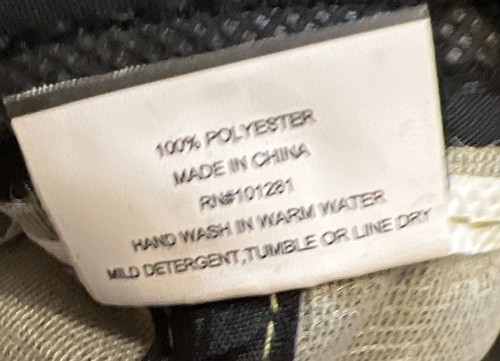 100% POLYESTER
MADE IN CHINA
RN#101281
HAND WASH IN WARM WATER
MILD DETERGENT,TUMBLE OR LINE DRY